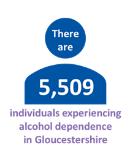 There
are
5,509
individuals experiencing
alcohol dependence
in Gloucestershire